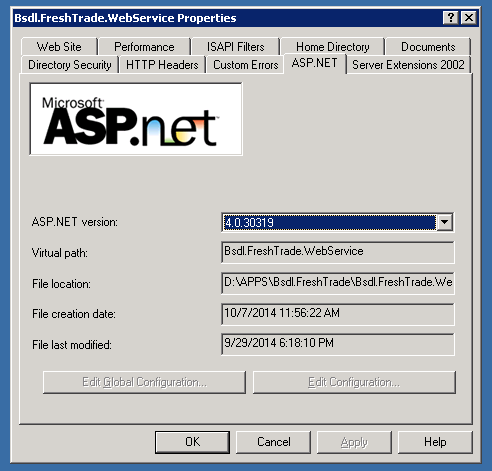 Bsdl.FreshTrade.WebService Properties
Web Site Performance ISAPI Filters Home Directory Documents
Directory Security HTTP Headers Custom Errors ASP.NET Server Extensions 2002
Microsoft
ASP.net
ASP.NET version: 4.0.30319
Virtual path: Bsdl.FreshTrade.WebService
File location: D:\APPS\Bsdl.FreshTrade\Bsdl.FreshTrade.We
File creation date: 10/7/2014 11:56:22 AM
File last modified: 9/29/2014 6:18:10 PM
Edit Global Configuration... Edit Configuration...
OK Cancel Apply Help